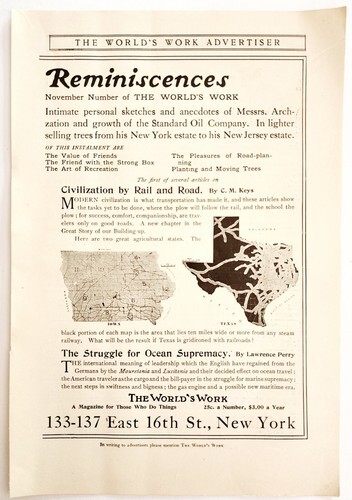 THE WORLD'S WORK ADVERTISER
Reminiscences
November Number of THE WORLD'S WORK
Intimate personal sketches and anecdotes of Messrs. Arch-
zation and growth of the Standard Oil Company. In lighter
selling trees from his New York estate to his New Jersey estate.
OF THIS INSTALMENT ARE
The Value of Friends
The Friend with the Strong Box
The Art of Recreation
The Pleasures of Road-plan-
ning
Planting and Moving Trees
The first of several articles on
Civilization by Rail and Road. By C. M. Keys
MODERN civilization is what transportation has made it, and these articles show
the tasks yet to be done, where the plow will follow the rail, and the school the
plow; for success, comfort, companionship, are trav-
elers only on good roads. A new chapter in the
Great Story of our Building-up.
Here are two great agricultural states. The
IOWA
TEXAS
black portion of each map is the area that lies ten miles wide or more from any steam
railway. What will be the result if Texas is gridironed with railroads?
The Struggle for Ocean Supremacy. By Lawrence Perry
THE international meaning of leadership which the English have regained from the
Germans by the Mauretania and Lusitania and their decided effect on ocean travel;
the American traveler as the cargo and the bill-payer in the struggle for marine supremacy;
the next steps in swiftness and bigness; the gas engine and a possible new maritime era.
THE WORLD'S WORK
A Magazine for Those Who Do Things
25c. a Number, $3.00 a Year
133-137 East 16th St., New York
In writing to advertisers please mention THE WORLD'S WORK